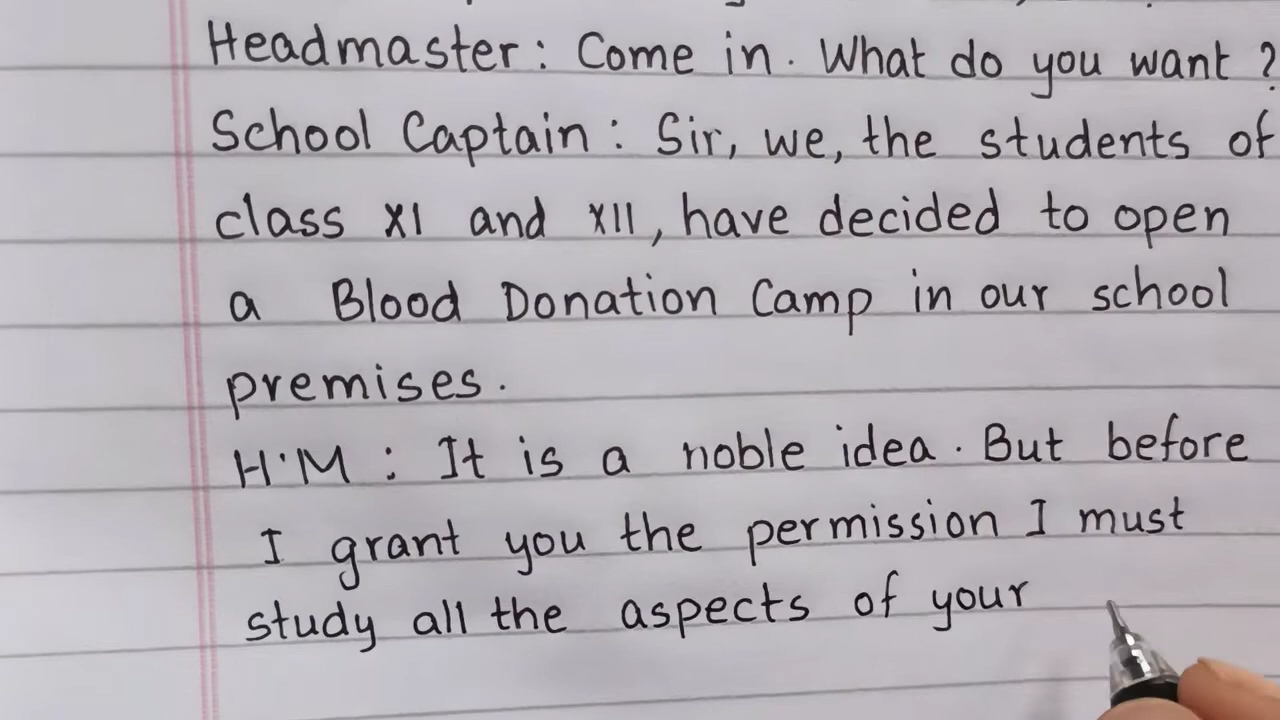 Headmaster: Come in. What do you want?
School Captain: Sir, we, the students of
class XI and XII, have decided to open
a Blood Donation Camp in our school
premises.
H.M: It is a noble idea. But before
I grant you the permission I must
study all the aspects of your